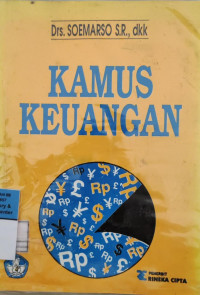 Drs. SOEMARSO S.R., dkk
KAMUS
KEUANGAN
PENERBIT
RINEKA CIPTA